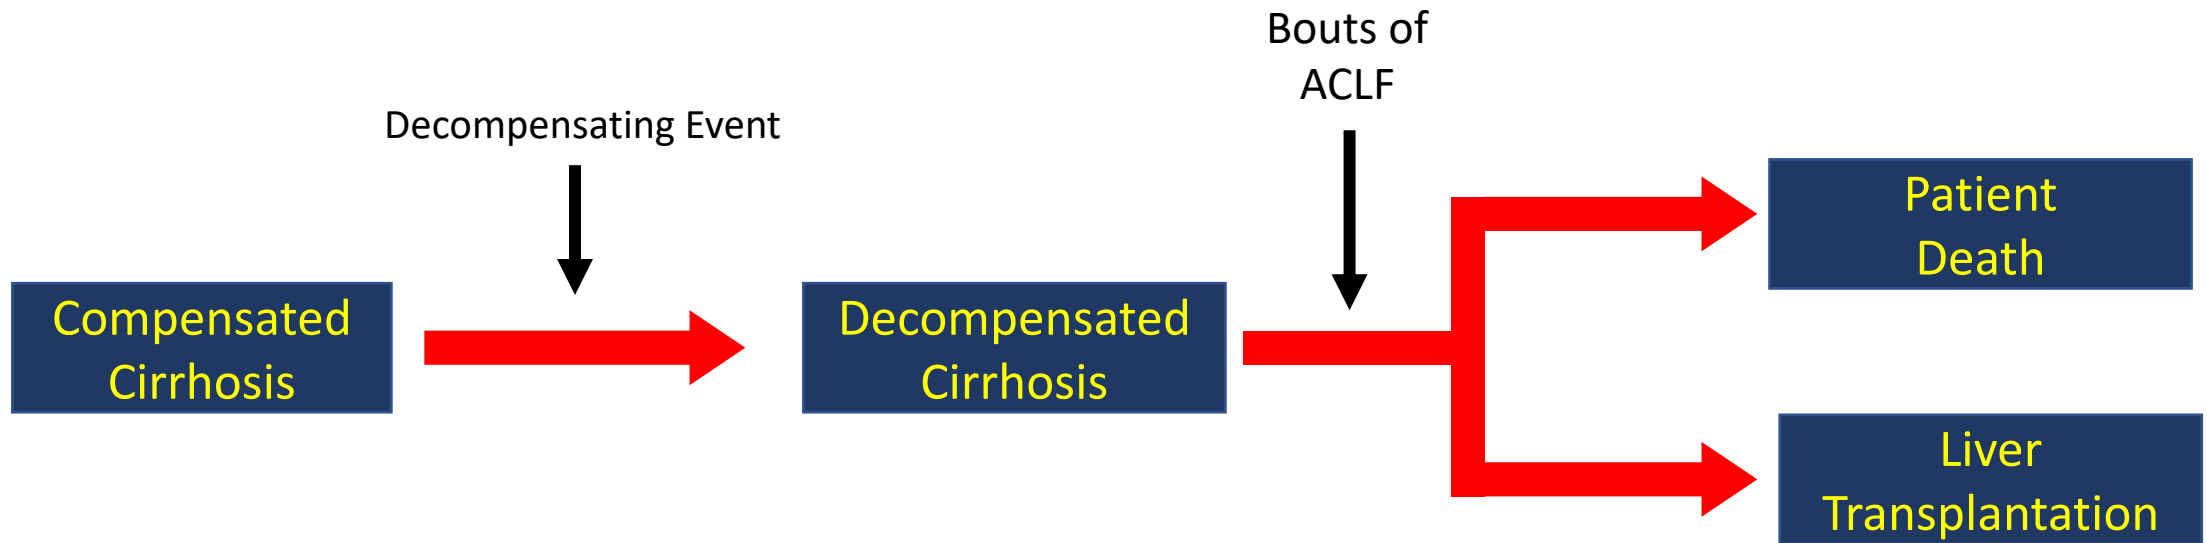 Compensated
Cirrhosis
Decompensating Event
Decompensated
Cirrhosis
Bouts of
ACLF
Patient
Death
Liver
Transplantation